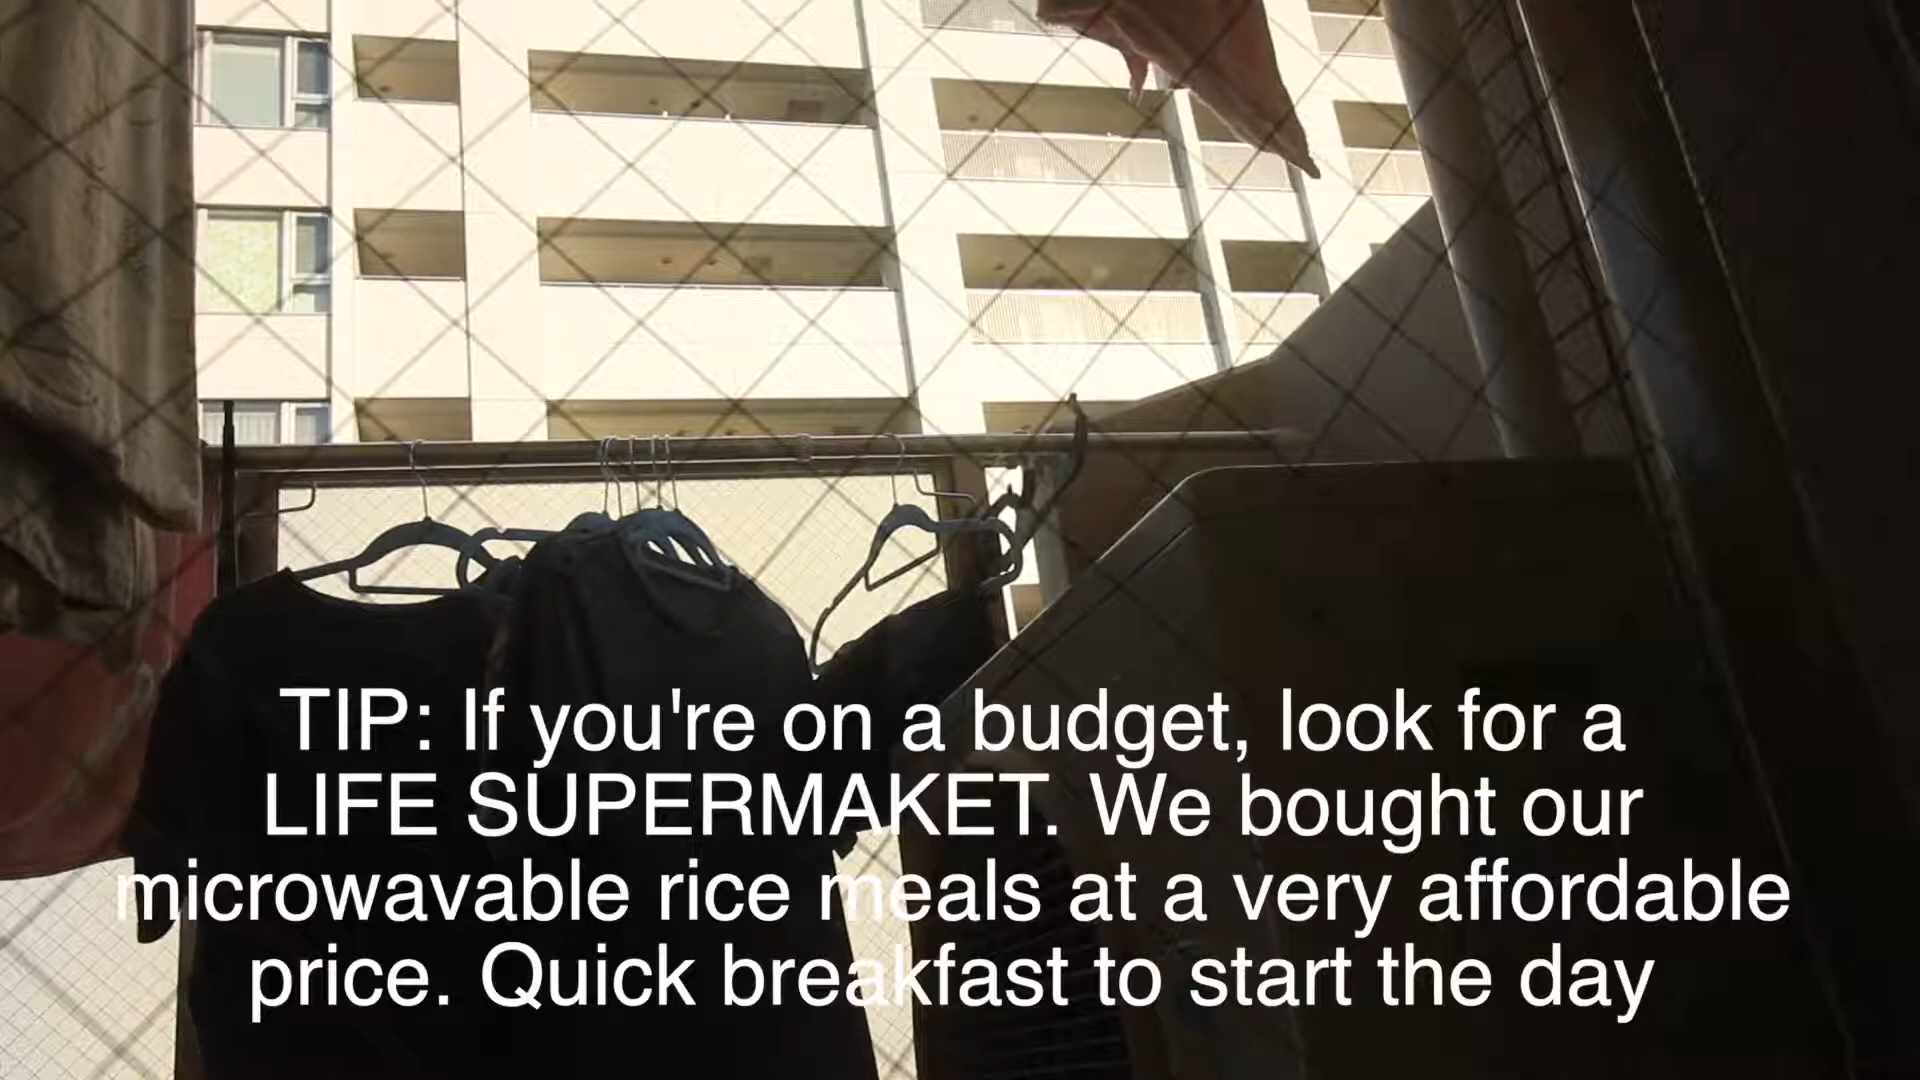 TIP: If you're on a budget, look for a
LIFE SUPERMAKET. We bought our
microwavable rice meals at a very affordable
price. Quick breakfast to start the day